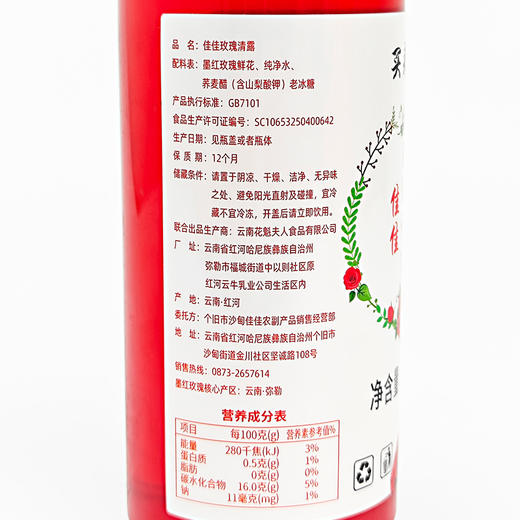 品    名：佳佳玫瑰清露
配料表：墨红玫瑰鲜花、纯净水、
荞麦醋（含山梨酸钾）老冰糖
产品执行标准：GB7101
食品生产许可证编号：SC10653250400642
生产日期：见瓶盖或者瓶体
保 质 期：12个月
储藏条件：请置于阴凉、干燥、洁净、无异味
之处、避免阳光直射及碰撞，宜冷
藏不宜冷冻，开盖后请立即饮用。
联合出品生产商：云南花魁夫人食品有限公司
厂    址：云南省红河哈尼族彝族自治州
弥勒市福城街道中以则社区原
红河云牛乳业公司生活区内
产    地：云南·红河
委托方：个旧市沙甸佳佳农副产品销售经营部
地    址：云南省红河哈尼族彝族自治州个旧市
沙甸街道金川社区坚诚路108号
销售热线：0873-2657614
墨红玫瑰核心产区：云南·弥勒
营养成分表
项目 每100克(g) 营养素参考值%
能量 280千焦(kJ) 3%
蛋白质 0.5克(g) 1%
脂肪 0克(g) 0%
碳水化合物 16.0克(g) 5%
钠 11毫克(mg) 1%
佳
佳
净含量